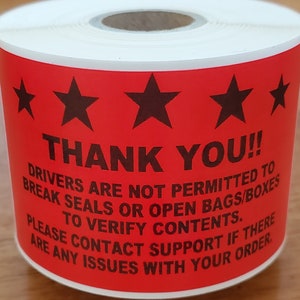 THANK YOU!!
DRIVERS ARE NOT PERMITTED TO
BREAK SEALS OR OPEN BAGS/BOXES
TO VERIFY CONTENTS.
PLEASE CONTACT SUPPORT IF THERE
ARE ANY ISSUES WITH YOUR ORDER.